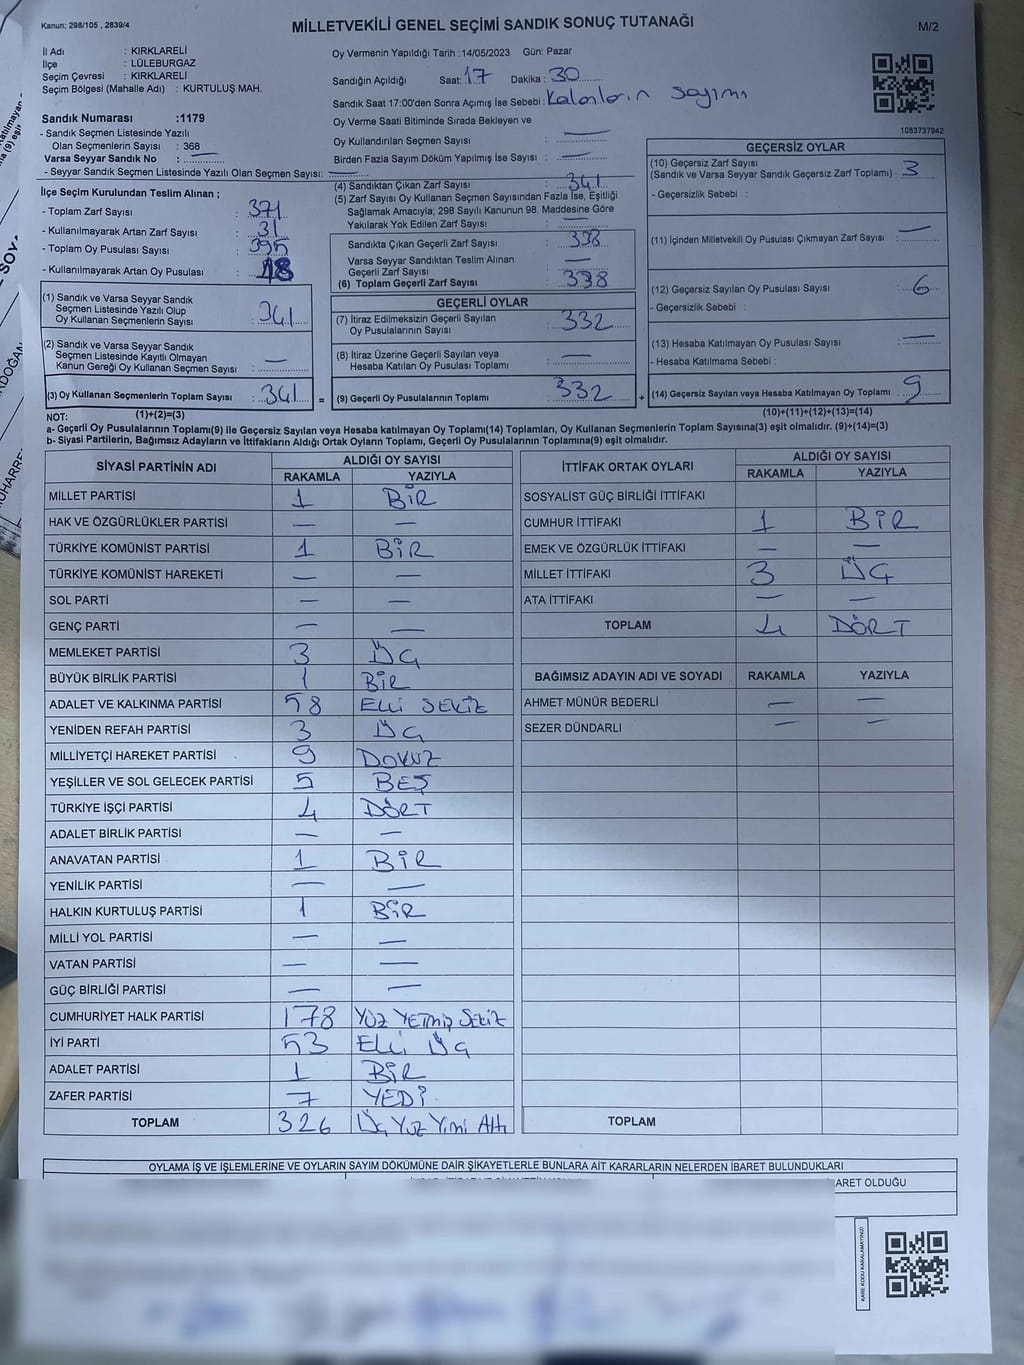 Kanun; 298/105 , 2839/4
MİLLETVEKİLİ GENEL SEÇİMİ SANDIK SONUÇ TUTANAĞI
M/2
İl Adı : KIRKLARELİ
İlçe : LÜLEBURGAZ
Seçim Çevresi : KIRKLARELİ
Seçim Bölgesi (Mahalle Adı) : KURTULUŞ MAH.
Sandık Numarası :1179
- Sandık Seçmen Listesinde Yazılı
Olan Seçmenlerin Sayısı : 368
Varsa Seyyar Sandık No : —
- Seyyar Sandık Seçmen Listesinde Yazılı Olan Seçmen Sayısı: —
Oy Vermenin Yapıldığı Tarih :14/05/2023 Gün: Pazar
Sandığın Açıldığı Saat: 17 Dakika : 30
Sandık Saat 17:00'den Sonra Açımış İse Sebebi : sayımı
Oy Verme Saati Bitiminde Sırada Bekleyen ve
Oy Kullandırılan Seçmen Sayısı : —
Birden Fazla Sayım Döküm Yapılmış İse Sayısı : —
1083737942
İlçe Seçim Kurulundan Teslim Alınan ;
- Toplam Zarf Sayısı : 371
- Kullanılmayarak Artan Zarf Sayısı : 31
- Toplam Oy Pusulası Sayısı : 395
- Kullanılmayarak Artan Oy Pusulası :
(1) Sandık ve Varsa Seyyar Sandık
Seçmen Listesinde Yazılı Olup
Oy Kullanan Seçmenlerin Sayısı : 341
(2) Sandık ve Varsa Seyyar Sandık
Seçmen Listesinde Kayıtlı Olmayan
Kanun Gereği Oy Kullanan Seçmen Sayısı : —
(3) Oy Kullanan Seçmenlerin Toplam Sayısı : 341 =
(4) Sandıktan Çıkan Zarf Sayısı : 341
(5) Zarf Sayısı Oy Kullanan Seçmen Sayısından Fazla İse, Eşitliği
Sağlamak Amacıyla; 298 Sayılı Kanunun 98. Maddesine Göre
Yakılarak Yok Edilen Zarf Sayısı : —
Sandıkta Çıkan Geçerli Zarf Sayısı : 338
Varsa Seyyar Sandıktan Teslim Alınan
Geçerli Zarf Sayısı : —
(6) Toplam Geçerli Zarf Sayısı : 338
GEÇERLİ OYLAR
(7) İtiraz Edilmeksizin Geçerli Sayılan
Oy Pusulalarının Sayısı : 332
(8) İtiraz Üzerine Geçerli Sayılan veya
Hesaba Katılan Oy Pusulası Toplamı : —
(9) Geçerli Oy Pusulalarının Toplamı : 332 +
GEÇERSİZ OYLAR
(10) Geçersiz Zarf Sayısı
(Sandık ve Varsa Seyyar Sandık Geçersiz Zarf Toplamı) : 3
- Geçersizlik Sebebi :
(11) İçinden Milletvekili Oy Pusulası Çıkmayan Zarf Sayısı : —
(12) Geçersiz Sayılan Oy Pusulası Sayısı : 6
- Geçersizlik Sebebi :
(13) Hesaba Katılmayan Oy Pusulası Sayısı : —
- Hesaba Katılmama Sebebi :
(14) Geçersiz Sayılan veya Hesaba Katılmayan Oy Toplamı : 9
NOT: (1)+(2)=(3) (10)+(11)+(12)+(13)=(14)
a- Geçerli Oy Pusulasının Toplamı(9) ile Geçersiz Sayılan veya Hesaba katılmayan Oy Toplamı(14) Toplamları, Oy Kullanan Seçmenlerin Toplam Sayısına(3) eşit olmalıdır. (9)+(14)=(3)
b- Siyasi Partilerin, Bağımsız Adayların ve İttifakların Aldığı Ortak Oyların Toplamı, Geçerli Oy Pusulalarının Toplamına(9) eşit olmalıdır.
SİYASİ PARTİNİN ADI ALDIĞI OY SAYISI
RAKAMLA YAZIYLA
MİLLET PARTİSİ 1 BİR
HAK VE ÖZGÜRLÜKLER PARTİSİ — —
TÜRKİYE KOMÜNİST PARTİSİ 1 BİR
TÜRKİYE KOMÜNİST HAREKETİ — —
SOL PARTİ — —
GENÇ PARTİ — —
MEMLEKET PARTİSİ 3 ÜÇ
BÜYÜK BİRLİK PARTİSİ 1 BİR
ADALET VE KALKINMA PARTİSİ 58 ELLİ SEKİZ
YENİDEN REFAH PARTİSİ 3 ÜÇ
MİLLİYETÇİ HAREKET PARTİSİ 9 DOKUZ
YEŞİLLER VE SOL GELECEK PARTİSİ 5 BEŞ
TÜRKİYE İŞÇİ PARTİSİ 4 DÖRT
ADALET BİRLİK PARTİSİ — —
ANAVATAN PARTİSİ 1 BİR
YENİLİK PARTİSİ — —
HALKIN KURTULUŞ PARTİSİ 1 BİR
MİLLİ YOL PARTİSİ — —
VATAN PARTİSİ — —
GÜÇ BİRLİĞİ PARTİSİ — —
CUMHURİYET HALK PARTİSİ 178 YÜZ YETMİŞ SEKİZ
İYİ PARTİ 53 ELLİ ÜÇ
ADALET PARTİSİ 1 BİR
ZAFER PARTİSİ 7 YEDİ
TOPLAM 326 Üç Yüz Yirmi Altı
İTTİFAK ORTAK OYLARI ALDIĞI OY SAYISI
RAKAMLA YAZIYLA
SOSYALİST GÜÇ BİRLİĞİ İTTİFAKI
CUMHUR İTTİFAKI 1 BİR
EMEK VE ÖZGÜRLÜK İTTİFAKI — —
MİLLET İTTİFAKI 3 ÜÇ
ATA İTTİFAKI — —
TOPLAM 4 DÖRT
BAĞIMSIZ ADAYIN ADI VE SOYADI RAKAMLA YAZIYLA
AHMET MÜNÜR BEDERLİ — —
SEZER DÜNDARLI — —
TOPLAM
OYLAMA İŞ VE İŞLEMLERİNE VE OYLARIN SAYIM DÖKÜMÜNE DAİR ŞİKAYETLERLE BUNLARA AİT KARARLARIN NELERDEN İBARET BULUNDUKLARI
ARET OLDUĞU
KARE KODU KARALAMAYINIZ!